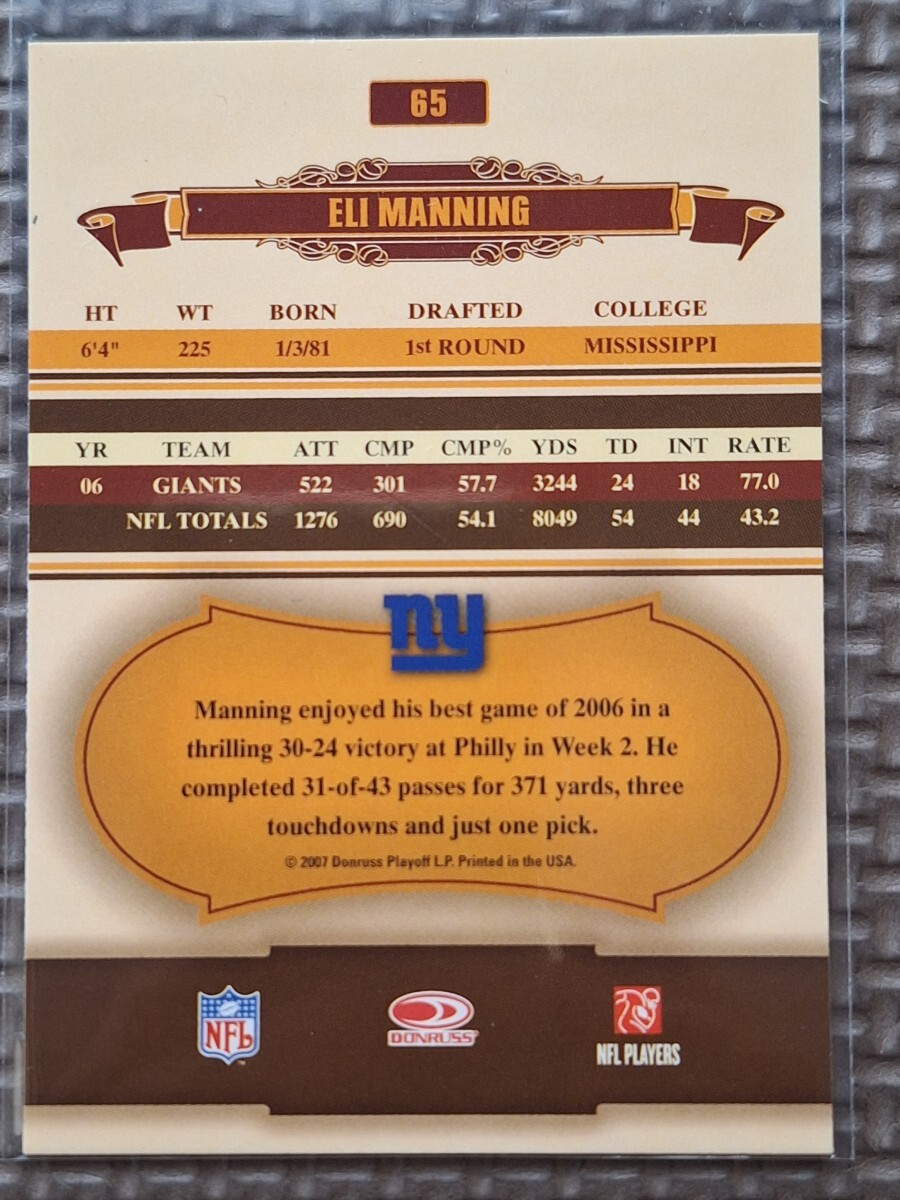 65
ELI MANNING
HT WT BORN DRAFTED COLLEGE
6'4" 225 1/3/81 1st ROUND MISSISSIPPI
YR TEAM ATT CMP CMP% YDS TD INT RATE
06 GIANTS 522 301 57.7 3244 24 18 77.0
NFL TOTALS 1276 690 54.1 8049 54 44 43.2
ny
Manning enjoyed his best game of 2006 in a
thrilling 30-24 victory at Philly in Week 2. He
completed 31-of-43 passes for 371 yards, three
touchdowns and just one pick.
© 2007 Donruss Playoff L.P. Printed in the USA.
NFL DONRUSS NFL PLAYERS